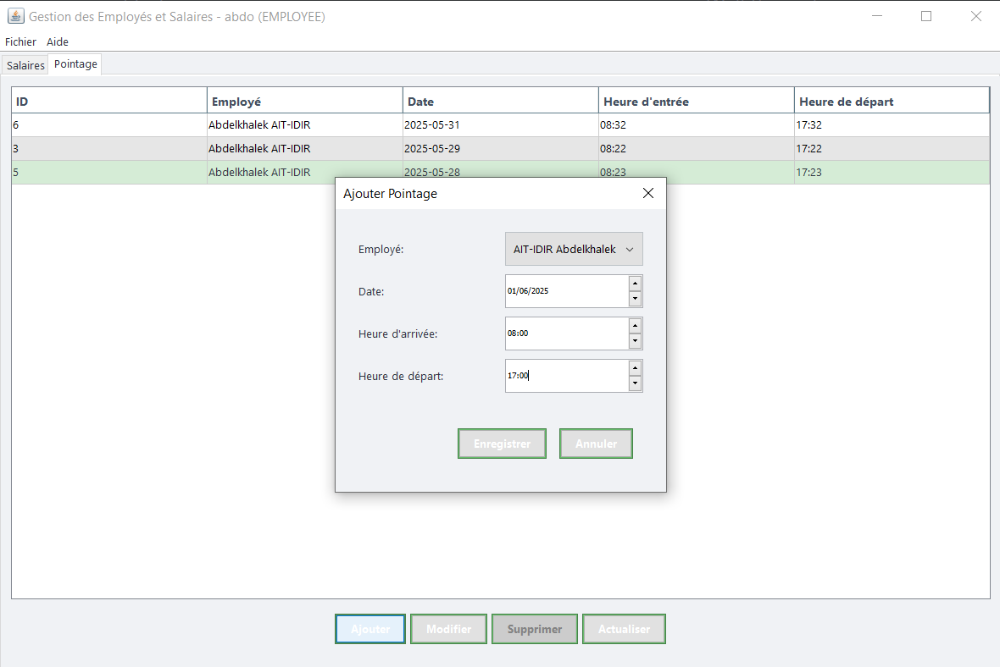 Gestion des Employés et Salaires - abdo (EMPLOYEE)
Fichier Aide
Salaires Pointage
ID Employé Date Heure d'entrée Heure de départ
6 Abdelkhalek AIT-IDIR 2025-05-31 08:32 17:32
3 Abdelkhalek AIT-IDIR 2025-05-29 08:22 17:22
5 Abdelkhalek AIT-IDIR 2025-05-28 08:23 17:23
Ajouter Pointage
Employé: AIT-IDIR Abdelkhalek
Date: 01/06/2025
Heure d'arrivée: 08:00
Heure de départ: 17:00
Enregistrer Annuler
Ajouter Modifier Supprimer Actualiser